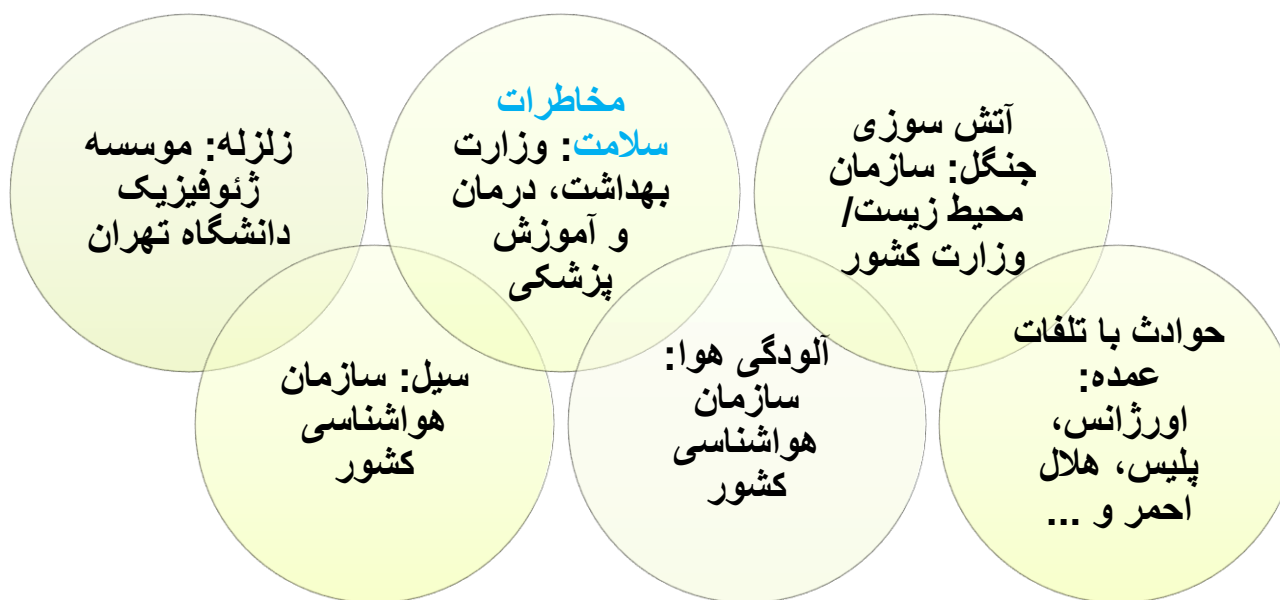 زلزله: موسسه
ژئوفیزیک
دانشگاه تهران
سیل: سازمان
هواشناسی
کشور
مخاطرات
سلامت: وزارت
بهداشت، درمان
و آموزش
پزشکی
آلودگی هوا:
سازمان
هواشناسی
کشور
آتش سوزی
جنگل: سازمان
محیط زیست/
وزارت کشور
حوادث با تلفات
عمده:
اورژانس،
پلیس، هلال
احمر و ...